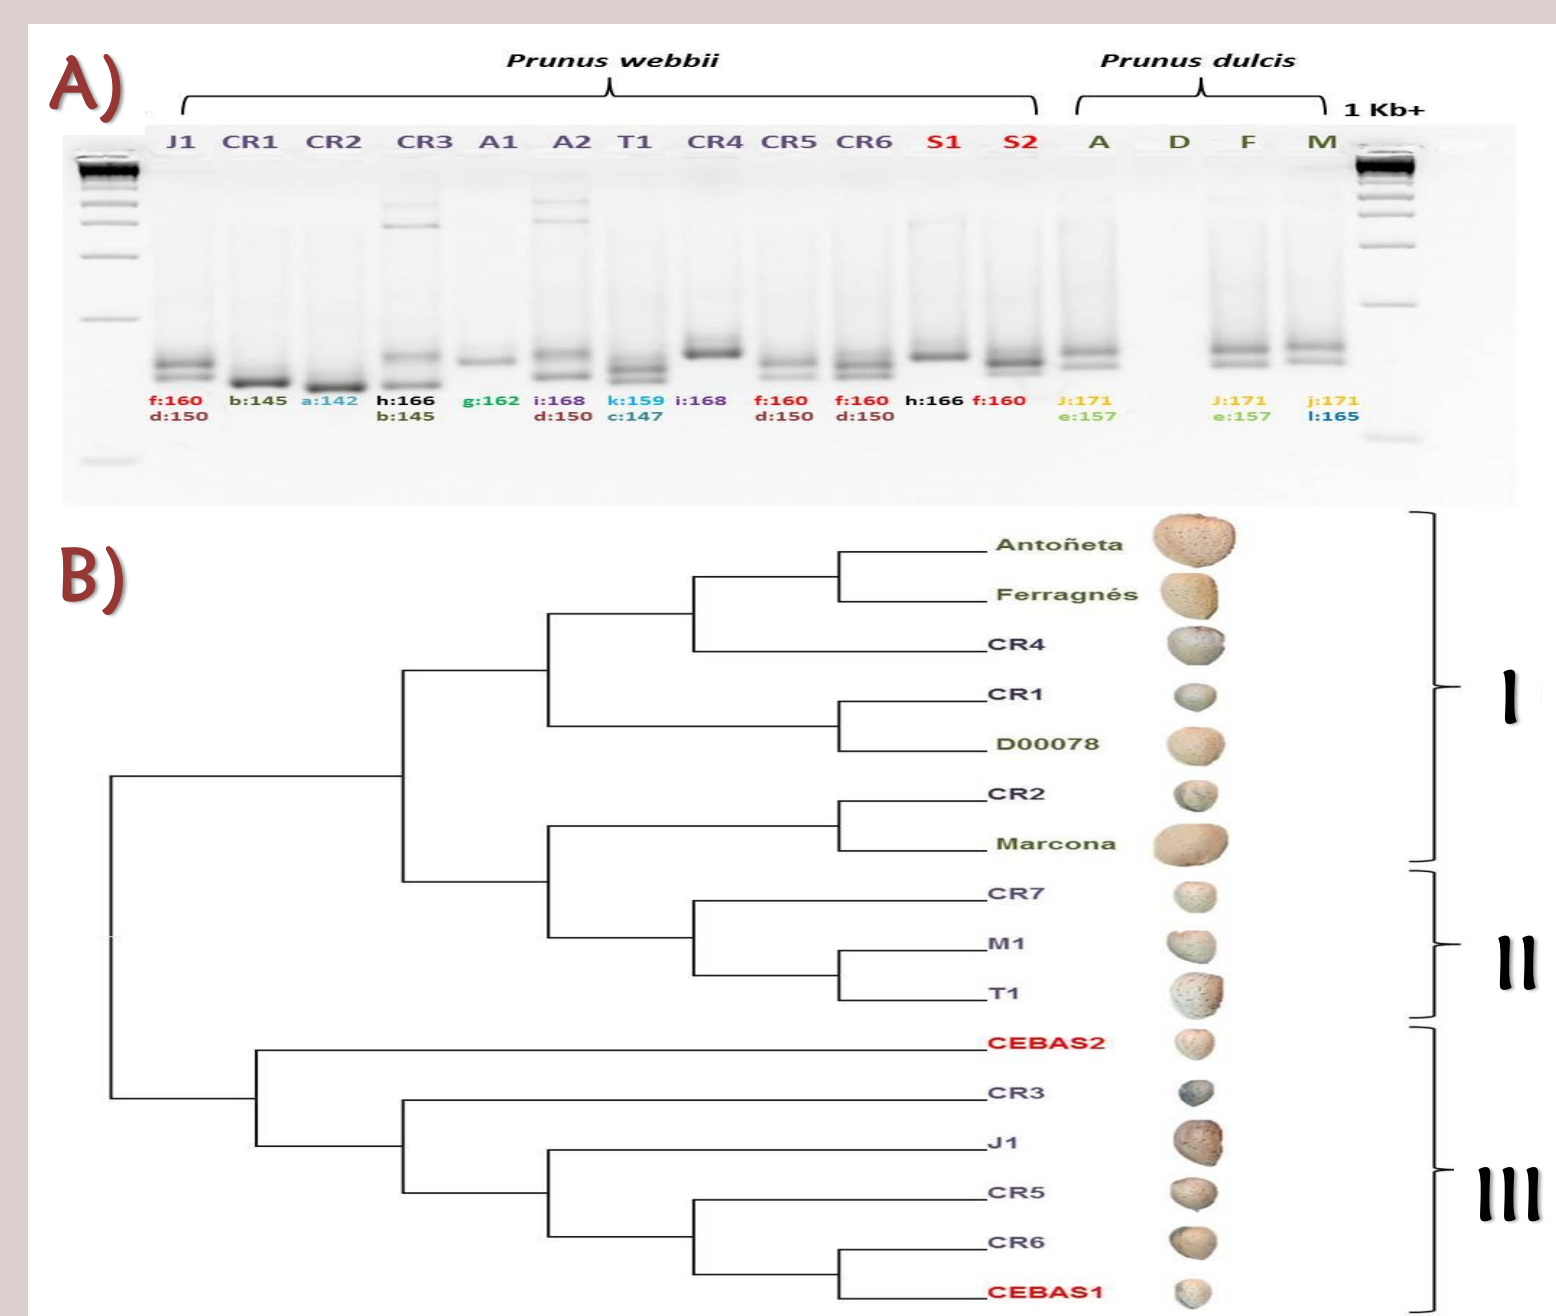 A)
Prunus webbii Prunus dulcis
1 Kb+
J1 CR1 CR2 CR3 A1 A2 T1 CR4 CR5 CR6 S1 S2 A D F M
f:160 b:145 a:142 h:166 g:162 i:168 k:159 i:168 f:160 f:160 h:166 f:160 J:171 J:171 j:171
d:150 b:145 d:150 c:147 d:150 d:150 e:157 e:157 l:165
B)
Antoñeta
Ferragnés
CR4
CR1
D00078
CR2
Marcona
I
CR7
M1
T1
II
CEBAS2
CR3
J1
CR5
CR6
CEBAS1
III